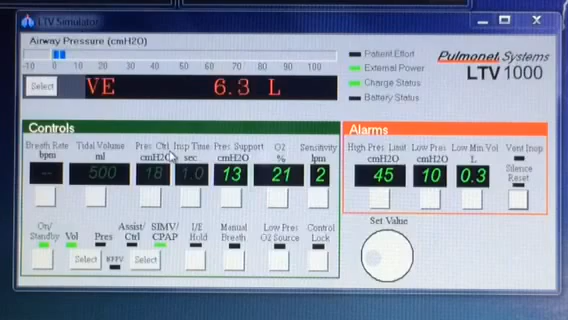 LTV Simulator
Airway Pressure (cmH2O)
-10 0 10 20 30 40 50 60 70 80 90 100
Select VE 6.3 L
Patient Effort
External Power
Charge Status
Battery Status
Pulmonet Systems
LTV 1000
Controls
Breath Rate bpm
Tidal Volume ml
Pres Ctrl cmH2O
Insp Time sec
Pres Support cmH2O
O2 %
Sensitivity lpm
-- 500 18 1.0 13 21 2
On/Standby
Vol
Pres
Assist/Ctrl
SIMV/CPAP
I/E Hold
Manual Breath
Low Pres O2 Source
Control Lock
Select
NPPV
Select
Alarms
High Pres Limit cmH2O
Low Pres cmH2O
Low Min Vol L
Vent Inop
45 10 0.3
Silence Reset
Set Value